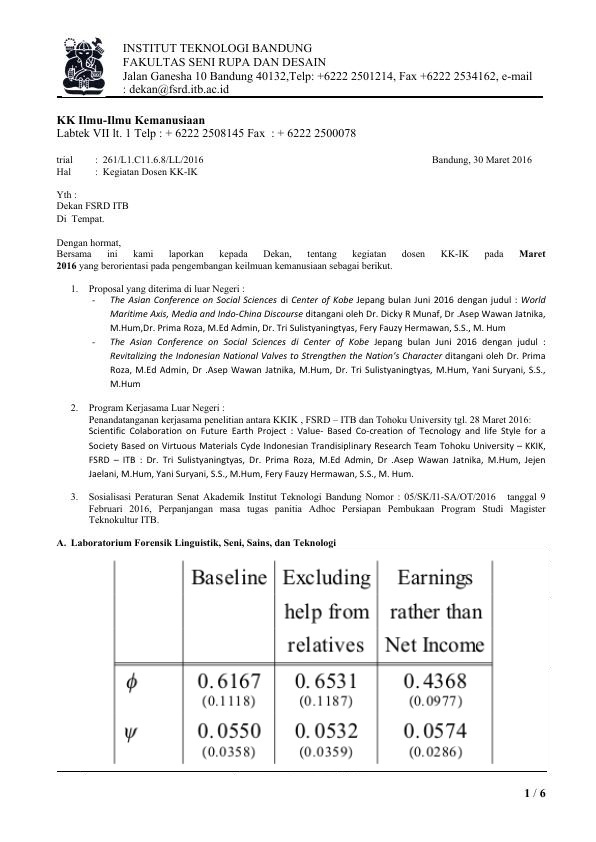 INSTITUT TEKNOLOGI BANDUNG
FAKULTAS SENI RUPA DAN DESAIN
Jalan Ganesha 10 Bandung 40132,Telp: +6222 2501214, Fax +6222 2534162, e-mail
: dekan@fsrd.itb.ac.id
KK Ilmu-Ilmu Kemanusiaan
Labtek VII lt. 1 Telp : + 6222 2508145 Fax : + 6222 2500078
trial : 261/L1.C11.6.8/LL/2016 Bandung, 30 Maret 2016
Hal : Kegiatan Dosen KK-IK
Yth :
Dekan FSRD ITB
Di Tempat.
Dengan hormat,
Bersama ini kami laporkan kepada Dekan, tentang kegiatan dosen KK-IK pada Maret
2016 yang berorientasi pada pengembangan keilmuan kemanusiaan sebagai berikut.
1. Proposal yang diterima di luar Negeri :
- The Asian Conference on Social Sciences di Center of Kobe Jepang bulan Juni 2016 dengan judul : World
Maritime Axis, Media and Indo-China Discourse ditangani oleh Dr. Dicky R Munaf, Dr .Asep Wawan Jatnika,
M.Hum,Dr. Prima Roza, M.Ed Admin, Dr. Tri Sulistyaningtyas, Fery Fauzy Hermawan, S.S., M. Hum
- The Asian Conference on Social Sciences di Center of Kobe Jepang bulan Juni 2016 dengan judul :
Revitalizing the Indonesian National Valves to Strengthen the Nation's Character ditangani oleh Dr. Prima
Roza, M.Ed Admin, Dr .Asep Wawan Jatnika, M.Hum, Dr. Tri Sulistyaningtyas, M.Hum, Yani Suryani, S.S.,
M.Hum
2. Program Kerjasama Luar Negeri :
Penandatanganan kerjasama penelitian antara KKIK , FSRD – ITB dan Tohoku University tgl. 28 Maret 2016:
Scientific Colaboration on Future Earth Project : Value- Based Co-creation of Tecnology and life Style for a
Society Based on Virtuous Materials Cyde Indonesian Trandisiplinary Research Team Tohoku University – KKIK,
FSRD – ITB : Dr. Tri Sulistyaningtyas, Dr. Prima Roza, M.Ed Admin, Dr .Asep Wawan Jatnika, M.Hum, Jejen
Jaelani, M.Hum, Yani Suryani, S.S., M.Hum, Fery Fauzy Hermawan, S.S., M. Hum.
3. Sosialisasi Peraturan Senat Akademik Institut Teknologi Bandung Nomor : 05/SK/I1-SA/OT/2016 tanggal 9
Februari 2016, Perpanjangan masa tugas panitia Adhoc Persiapan Pembukaan Program Studi Magister
Teknokultur ITB.
A. Laboratorium Forensik Linguistik, Seni, Sains, dan Teknologi
Baseline Excluding Earnings
help from rather than
relatives Net Income
ϕ 0.6167 0.6531 0.4368
(0.1118) (0.1187) (0.0977)
ψ 0.0550 0.0532 0.0574
(0.0358) (0.0359) (0.0286)
1 / 6